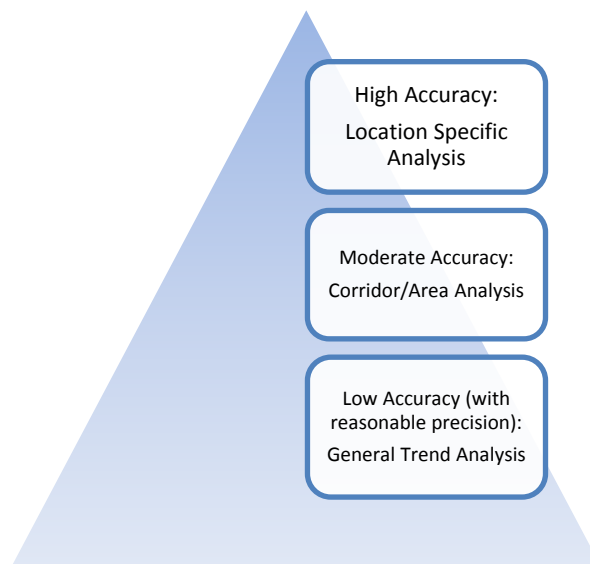 High Accuracy:
Location Specific
Analysis
Moderate Accuracy:
Corridor/Area Analysis
Low Accuracy (with
reasonable precision):
General Trend Analysis